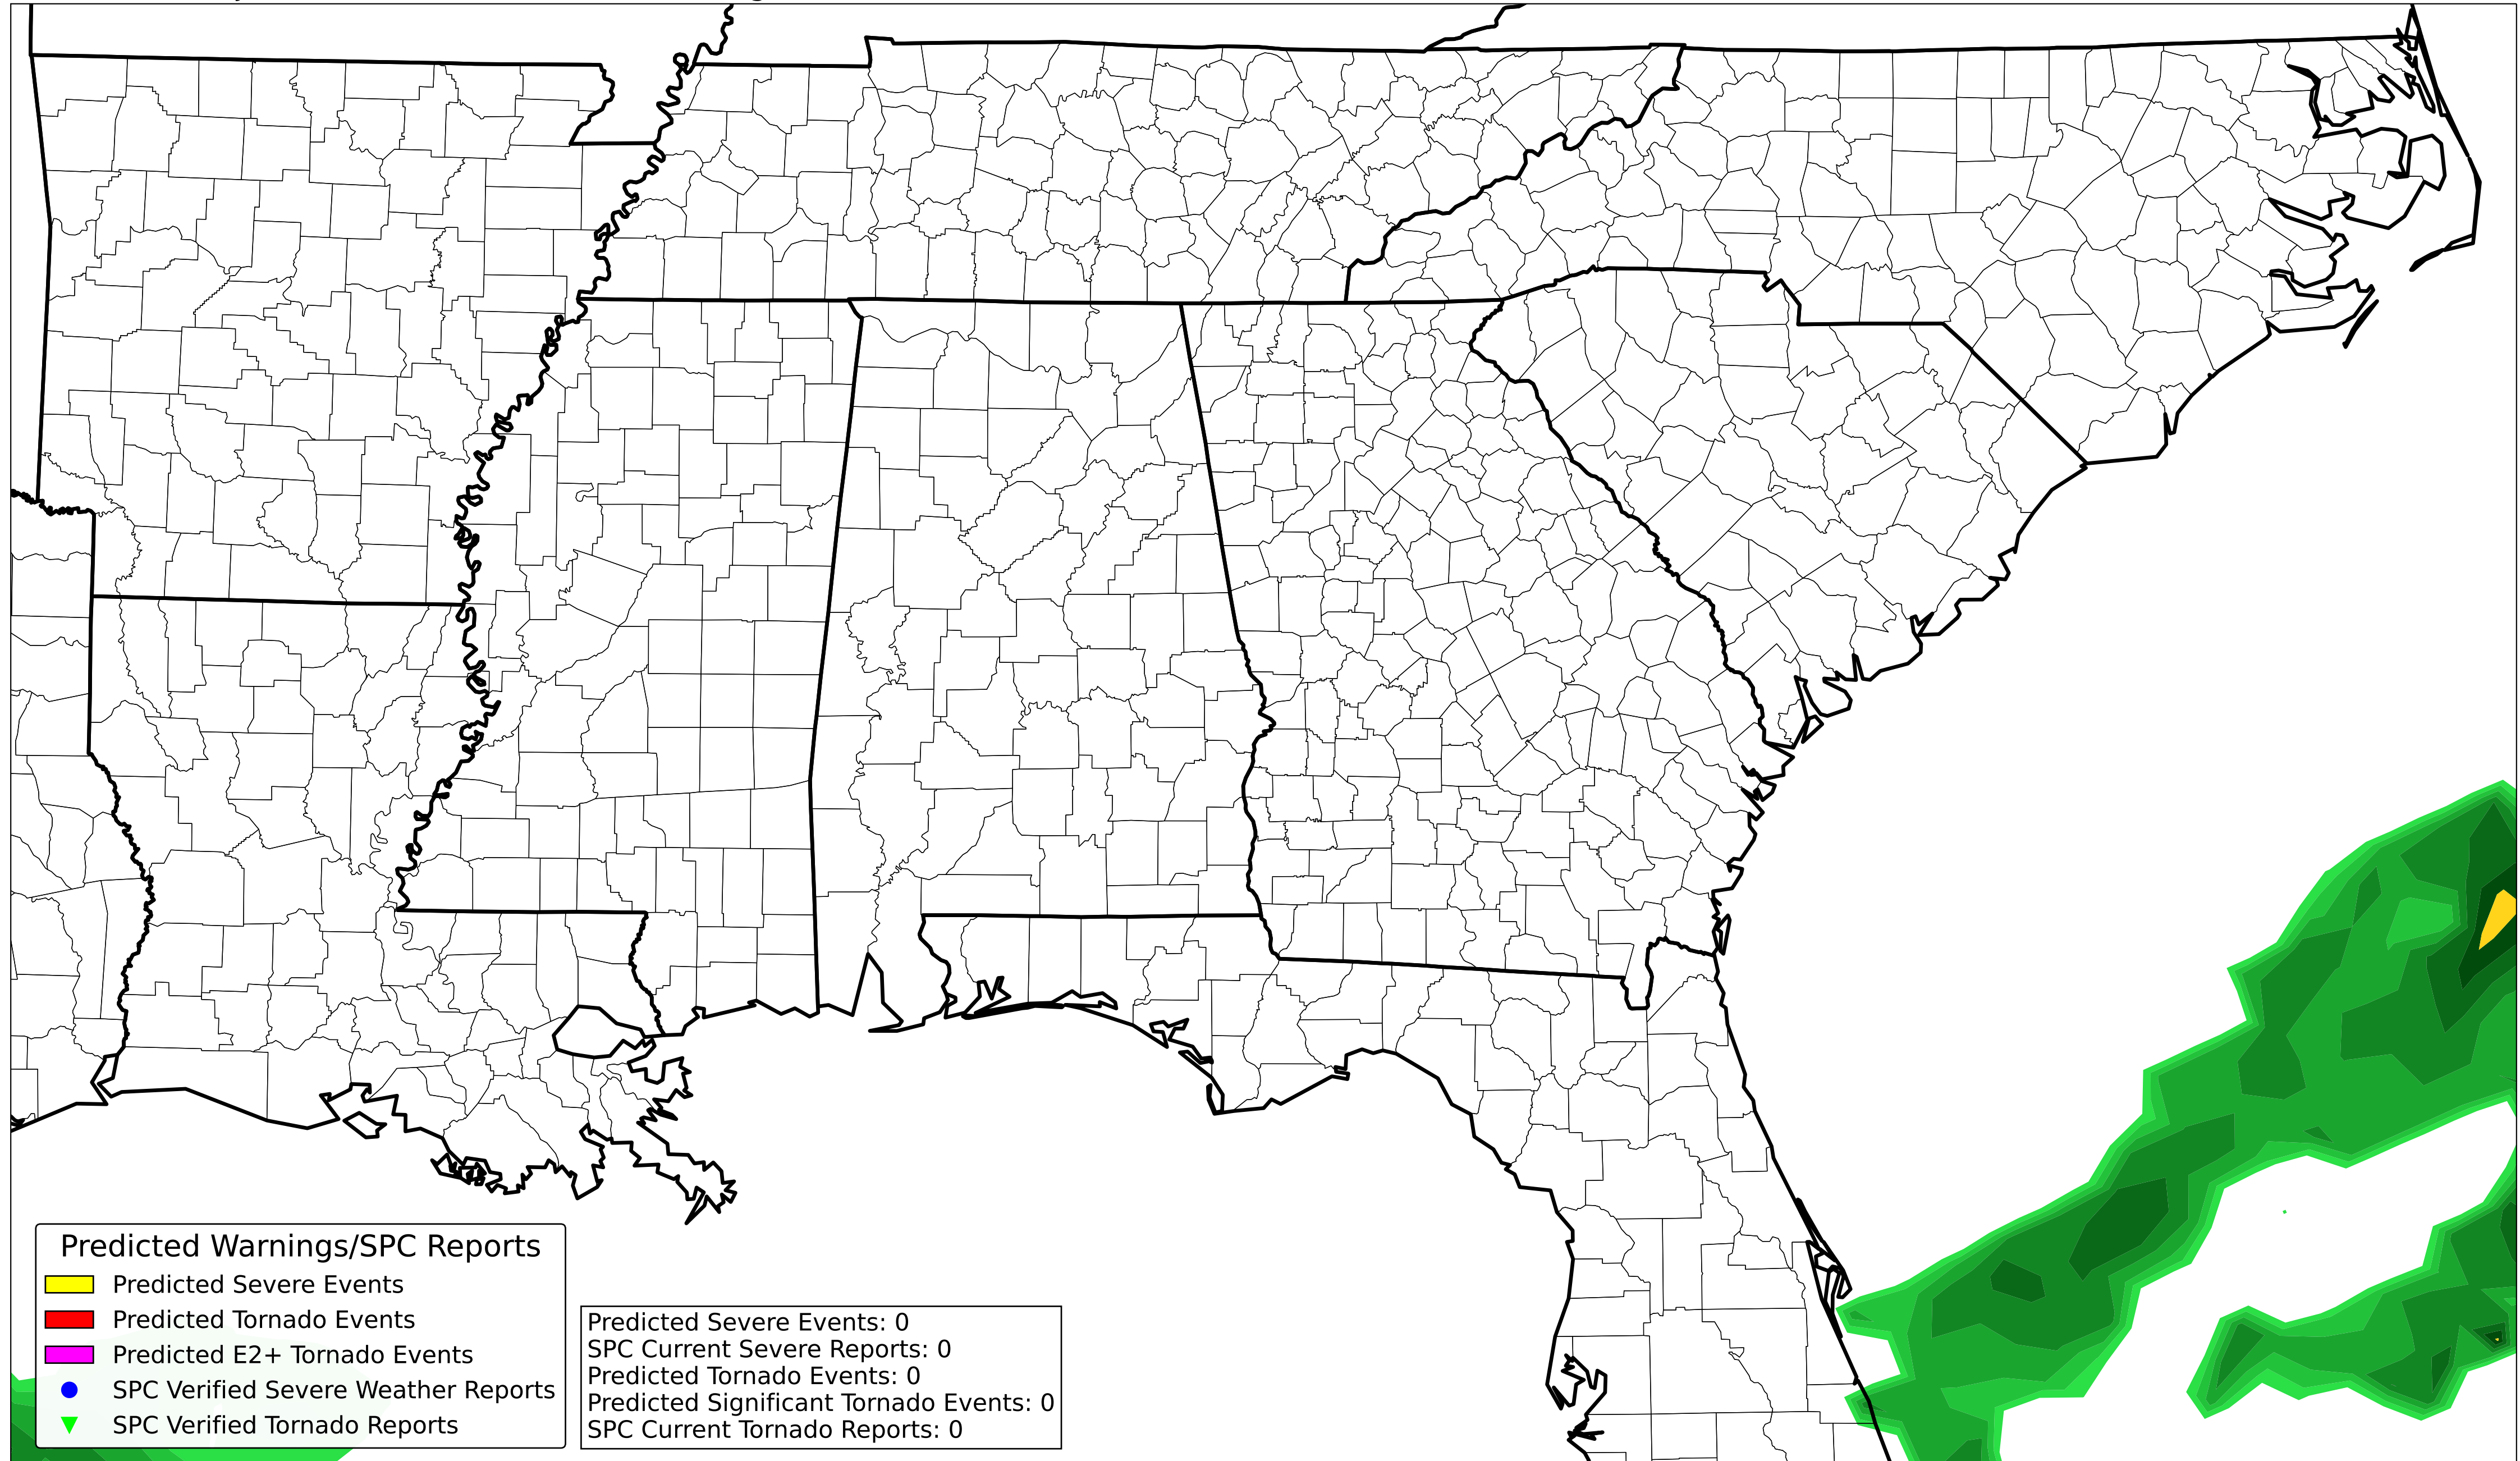 Predicted Warnings/SPC Reports
Predicted Severe Events
Predicted Tornado Events
Predicted E2+ Tornado Events
SPC Verified Severe Weather Reports
SPC Verified Tornado Reports
Predicted Severe Events: 0
SPC Current Severe Reports: 0
Predicted Tornado Events: 0
Predicted Significant Tornado Events: 0
SPC Current Tornado Reports: 0